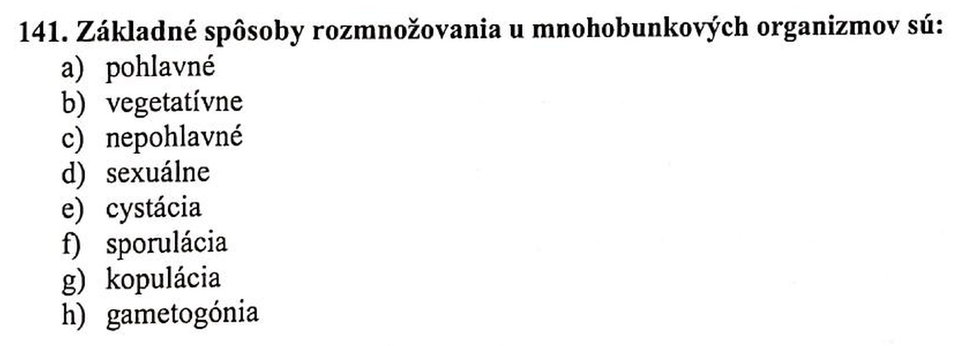 141. Základné spôsoby rozmnožovania u mnohobunkových organizmov sú:
a) pohlavné
b) vegetatívne
c) nepohlavné
d) sexuálne
e) cystácia
f) sporulácia
g) kopulácia
h) gametogónia